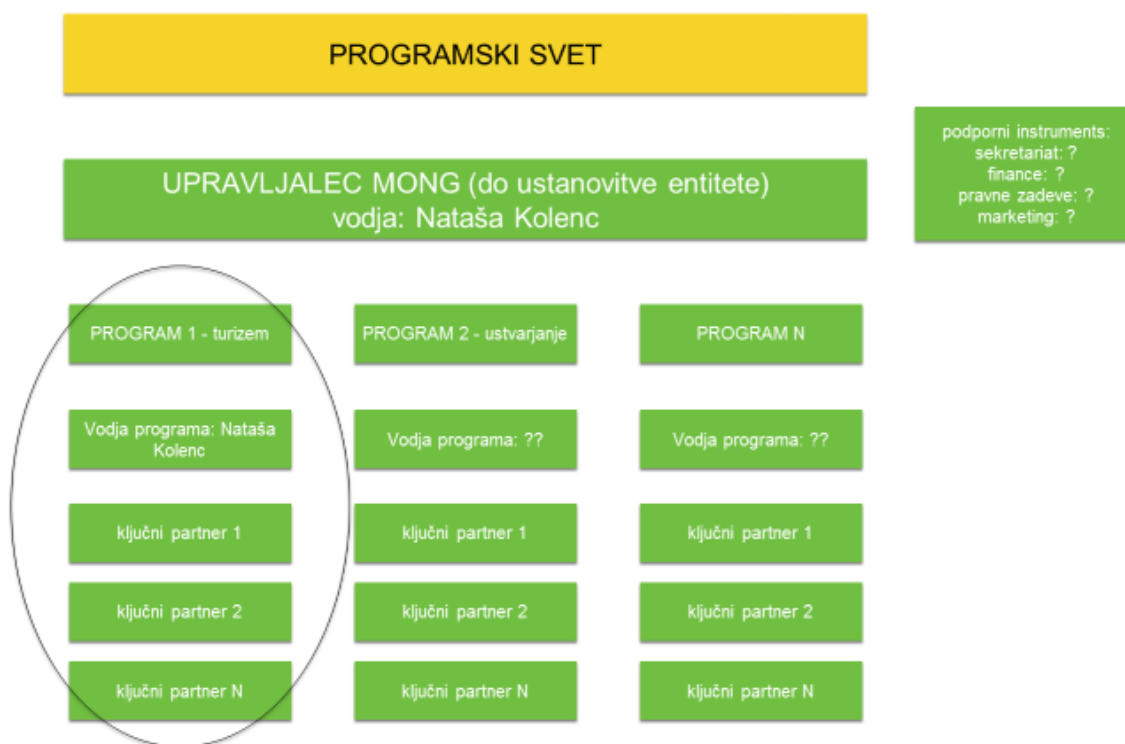 PROGRAMSKI SVET
podporni instruments:
sekretariat: ?
finance: ?
pravne zadeve: ?
marketing: ?
UPRAVLJALEC MONG (do ustanovitve entitete)
vodja: Nataša Kolenc
PROGRAM 1 - turizem
PROGRAM 2 - ustvarjanje
PROGRAM N
Vodja programa: Nataša
Kolenc
Vodja programa: ??
Vodja programa: ??
ključni partner 1
ključni partner 1
ključni partner 1
ključni partner 2
ključni partner 2
ključni partner 2
ključni partner N
ključni partner N
ključni partner N